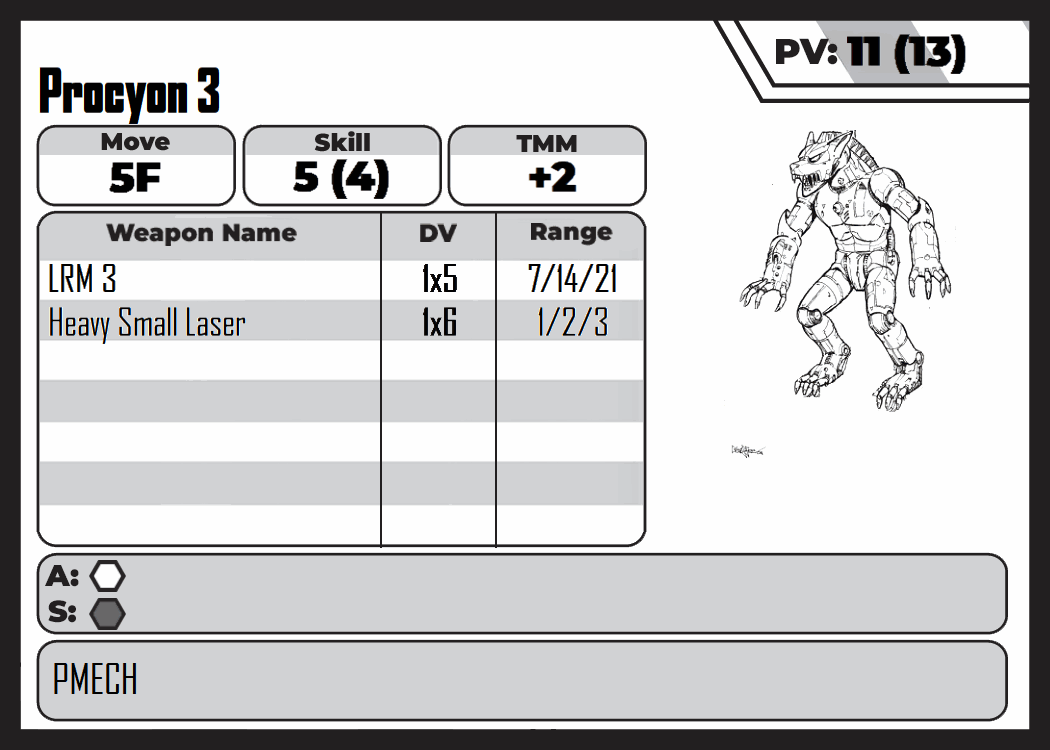 PV: 11 (13)
Procyon 3
Move Skill TMM
5F 5 (4) +2
Weapon Name DV Range
LRM 3 1x5 7/14/21
Heavy Small Laser 1x6 1/2/3
A:
S:
PMECH